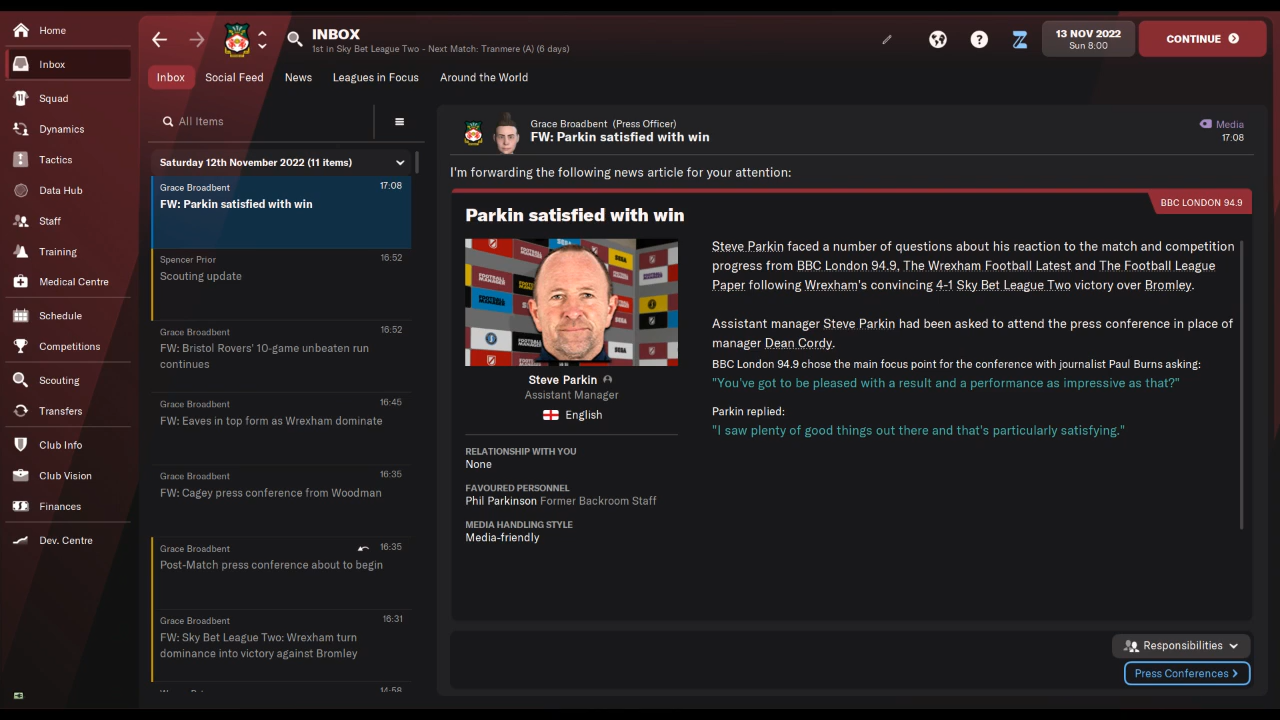 Home
Inbox
Squad
Dynamics
Tactics
Data Hub
Staff
Training
Medical Centre
Schedule
Competitions
Scouting
Transfers
Club Info
Club Vision
Finances
Dev. Centre
INBOX
1st in Sky Bet League Two - Next Match: Tranmere (A) (6 days)
13 NOV 2022
Sun 8:00
CONTINUE
Inbox Social Feed News Leagues in Focus Around the World
All Items
Saturday 12th November 2022 (11 items)
Grace Broadbent 17:08
FW: Parkin satisfied with win
Spencer Prior 16:52
Scouting update
Grace Broadbent 16:52
FW: Bristol Rovers' 10-game unbeaten run
continues
Grace Broadbent 16:45
FW: Eaves in top form as Wrexham dominate
Grace Broadbent 16:35
FW: Cagey press conference from Woodman
Grace Broadbent 16:35
Post-Match press conference about to begin
Grace Broadbent 16:31
FW: Sky Bet League Two: Wrexham turn
dominance into victory against Bromley
14:58
Grace Broadbent (Press Officer)
FW: Parkin satisfied with win
Media
17:08
I'm forwarding the following news article for your attention:
BBC LONDON 94.9
Parkin satisfied with win
Steve Parkin
Assistant Manager
English
RELATIONSHIP WITH YOU
None
FAVOURED PERSONNEL
Phil Parkinson Former Backroom Staff
MEDIA HANDLING STYLE
Media-friendly
Steve Parkin faced a number of questions about his reaction to the match and competition
progress from BBC London 94.9, The Wrexham Football Latest and The Football League
Paper following Wrexham's convincing 4-1 Sky Bet League Two victory over Bromley.
Assistant manager Steve Parkin had been asked to attend the press conference in place of
manager Dean Cordy.
BBC London 94.9 chose the main focus point for the conference with journalist Paul Burns asking:
"You've got to be pleased with a result and a performance as impressive as that?"
Parkin replied:
"I saw plenty of good things out there and that's particularly satisfying."
Responsibilities
Press Conferences